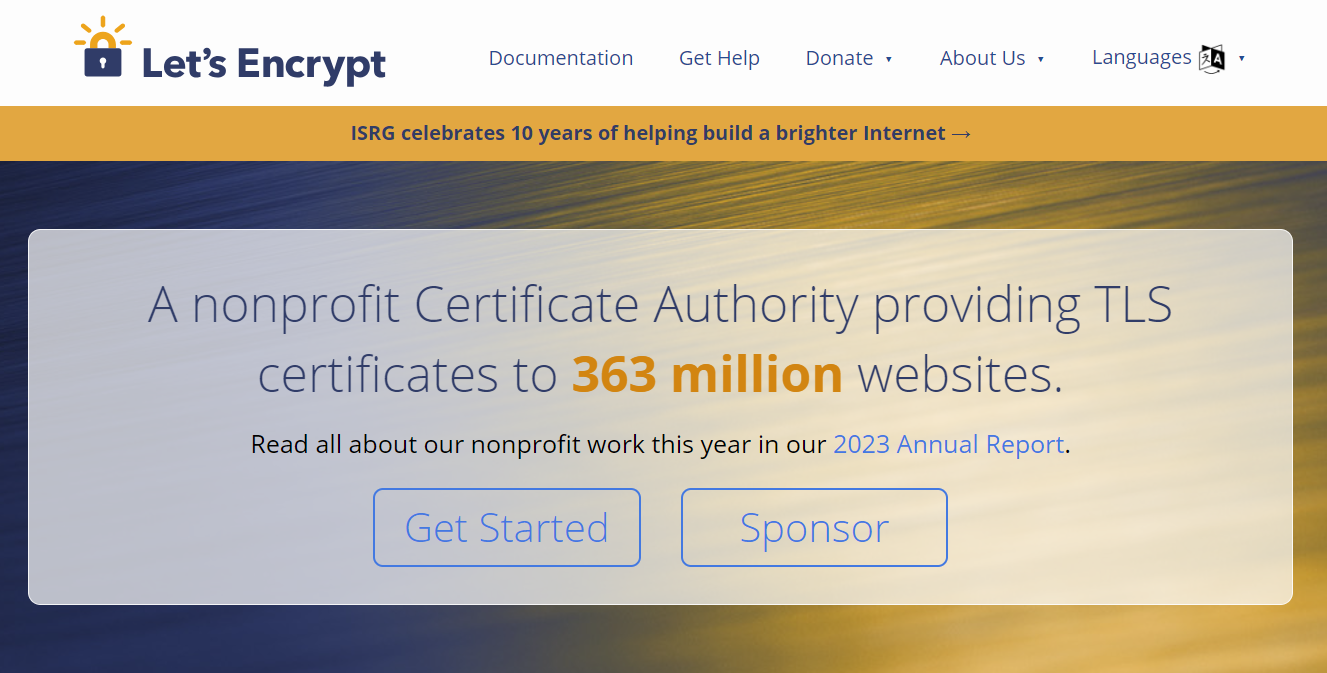 Let's Encrypt
Documentation
Get Help
Donate ▼
About Us ▼
Languages 文A ▼
ISRG celebrates 10 years of helping build a brighter Internet →
A nonprofit Certificate Authority providing TLS
certificates to 363 million websites.
Read all about our nonprofit work this year in our 2023 Annual Report.
Get Started
Sponsor